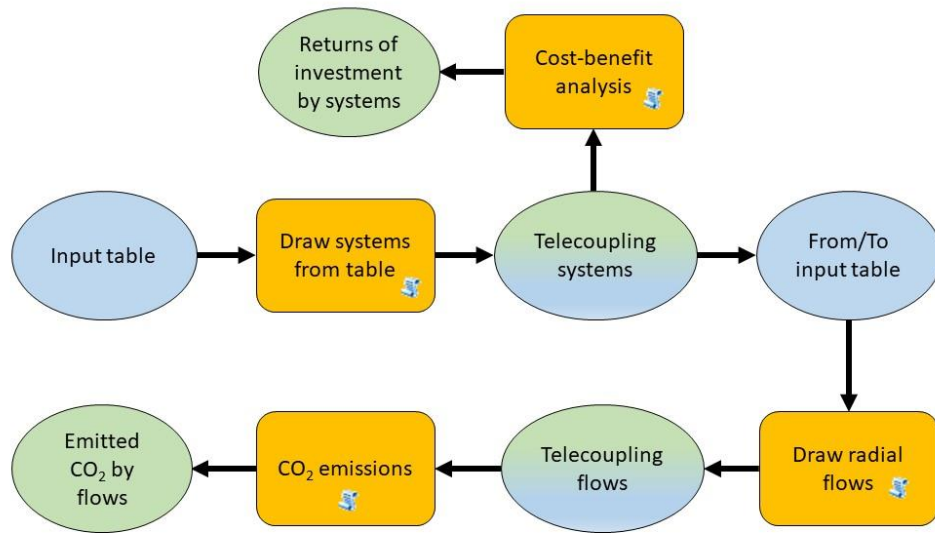 Returns of
investment
by systems
Cost-benefit
analysis
Input table
Draw systems
from table
Telecoupling
systems
From/To
input table
Emitted
CO₂ by
flows
CO₂ emissions
Telecoupling
flows
Draw radial
flows